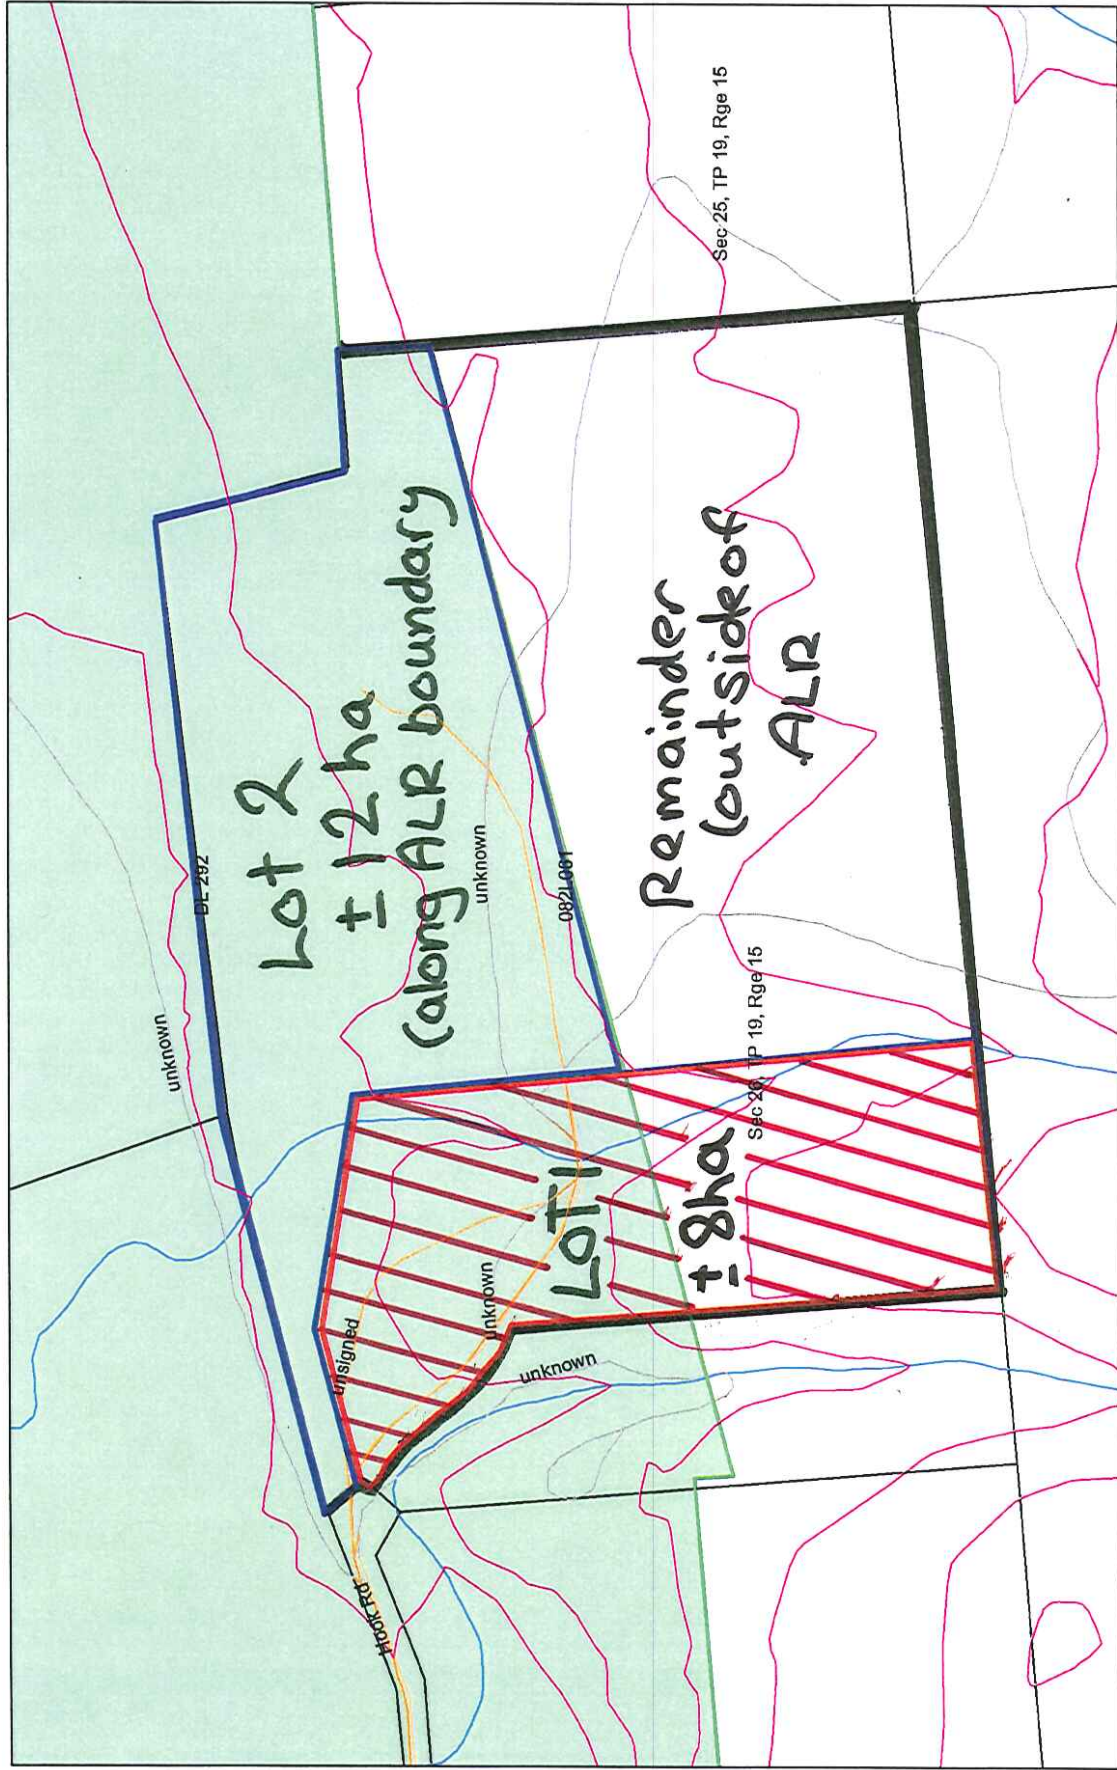 Lot 2
± 12 ha
(along ALR boundary
Remainder
(outside of
ALR
LOT 1
± 8ha
DL 292
unknown
unknown
082L061
Sec 25, TP 19, Rge 15
Sec 26, TP 19, Rge 15
unsigned
unknown
unknown
Hook Rd